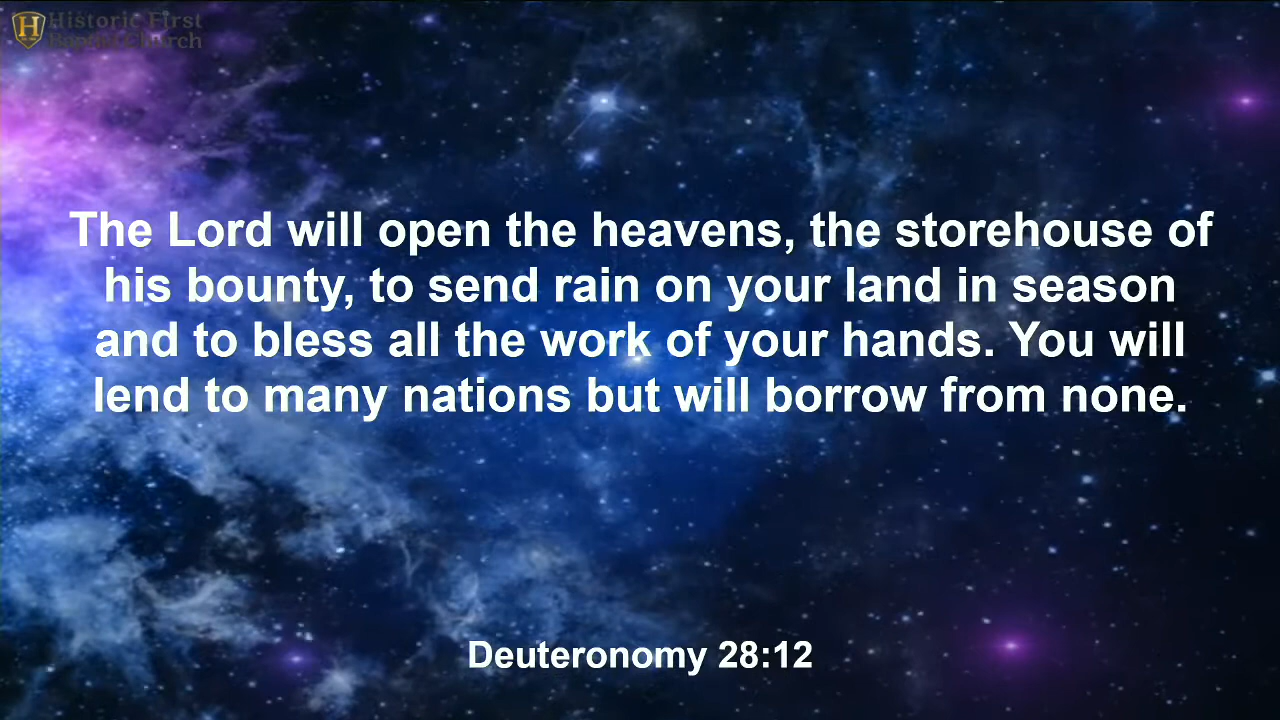 H Historic First
Baptist Church
The Lord will open the heavens, the storehouse of
his bounty, to send rain on your land in season
and to bless all the work of your hands. You will
lend to many nations but will borrow from none.
Deuteronomy 28:12